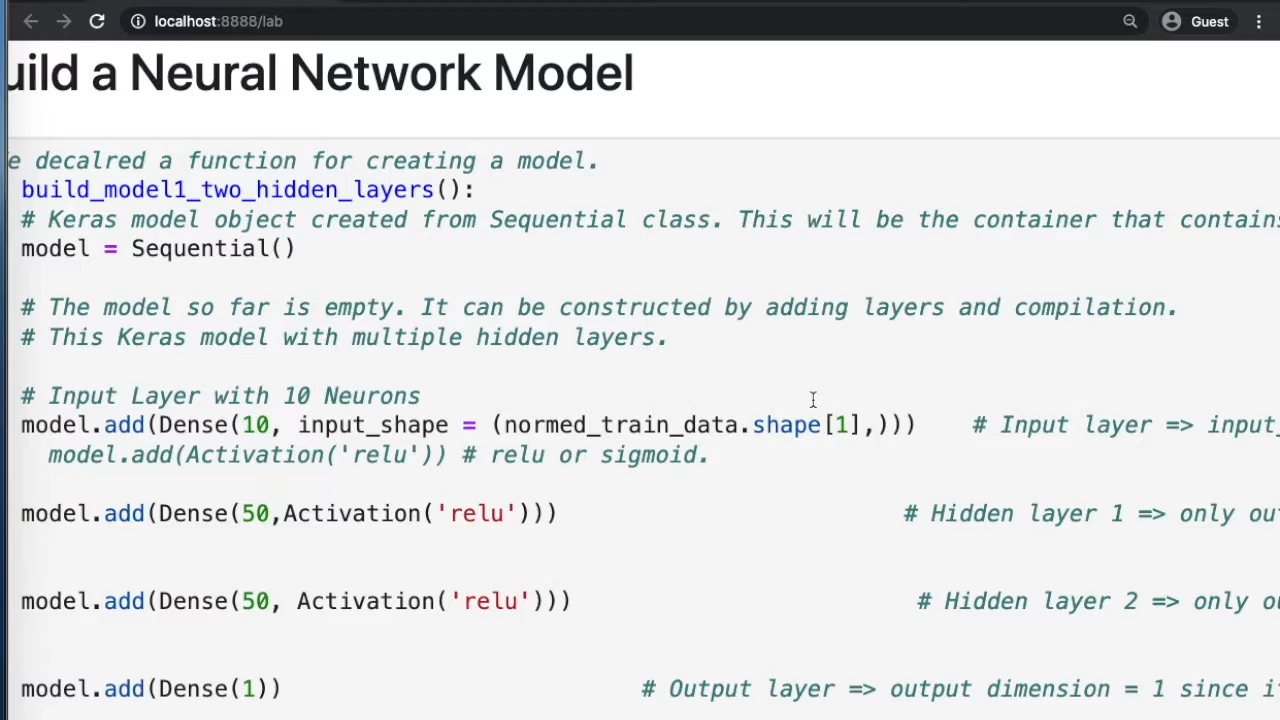 localhost:8888/lab
Guest
uild a Neural Network Model
e decalred a function for creating a model.
build_model1_two_hidden_layers():
# Keras model object created from Sequential class. This will be the container that contains
model = Sequential()
# The model so far is empty. It can be constructed by adding layers and compilation.
# This Keras model with multiple hidden layers.
# Input Layer with 10 Neurons
model.add(Dense(10, input_shape = (normed_train_data.shape[1],))) # Input layer => input_
model.add(Activation('relu')) # relu or sigmoid.
model.add(Dense(50,Activation('relu'))) # Hidden layer 1 => only ou
model.add(Dense(50, Activation('relu'))) # Hidden layer 2 => only o
model.add(Dense(1)) # Output layer => output dimension = 1 since i